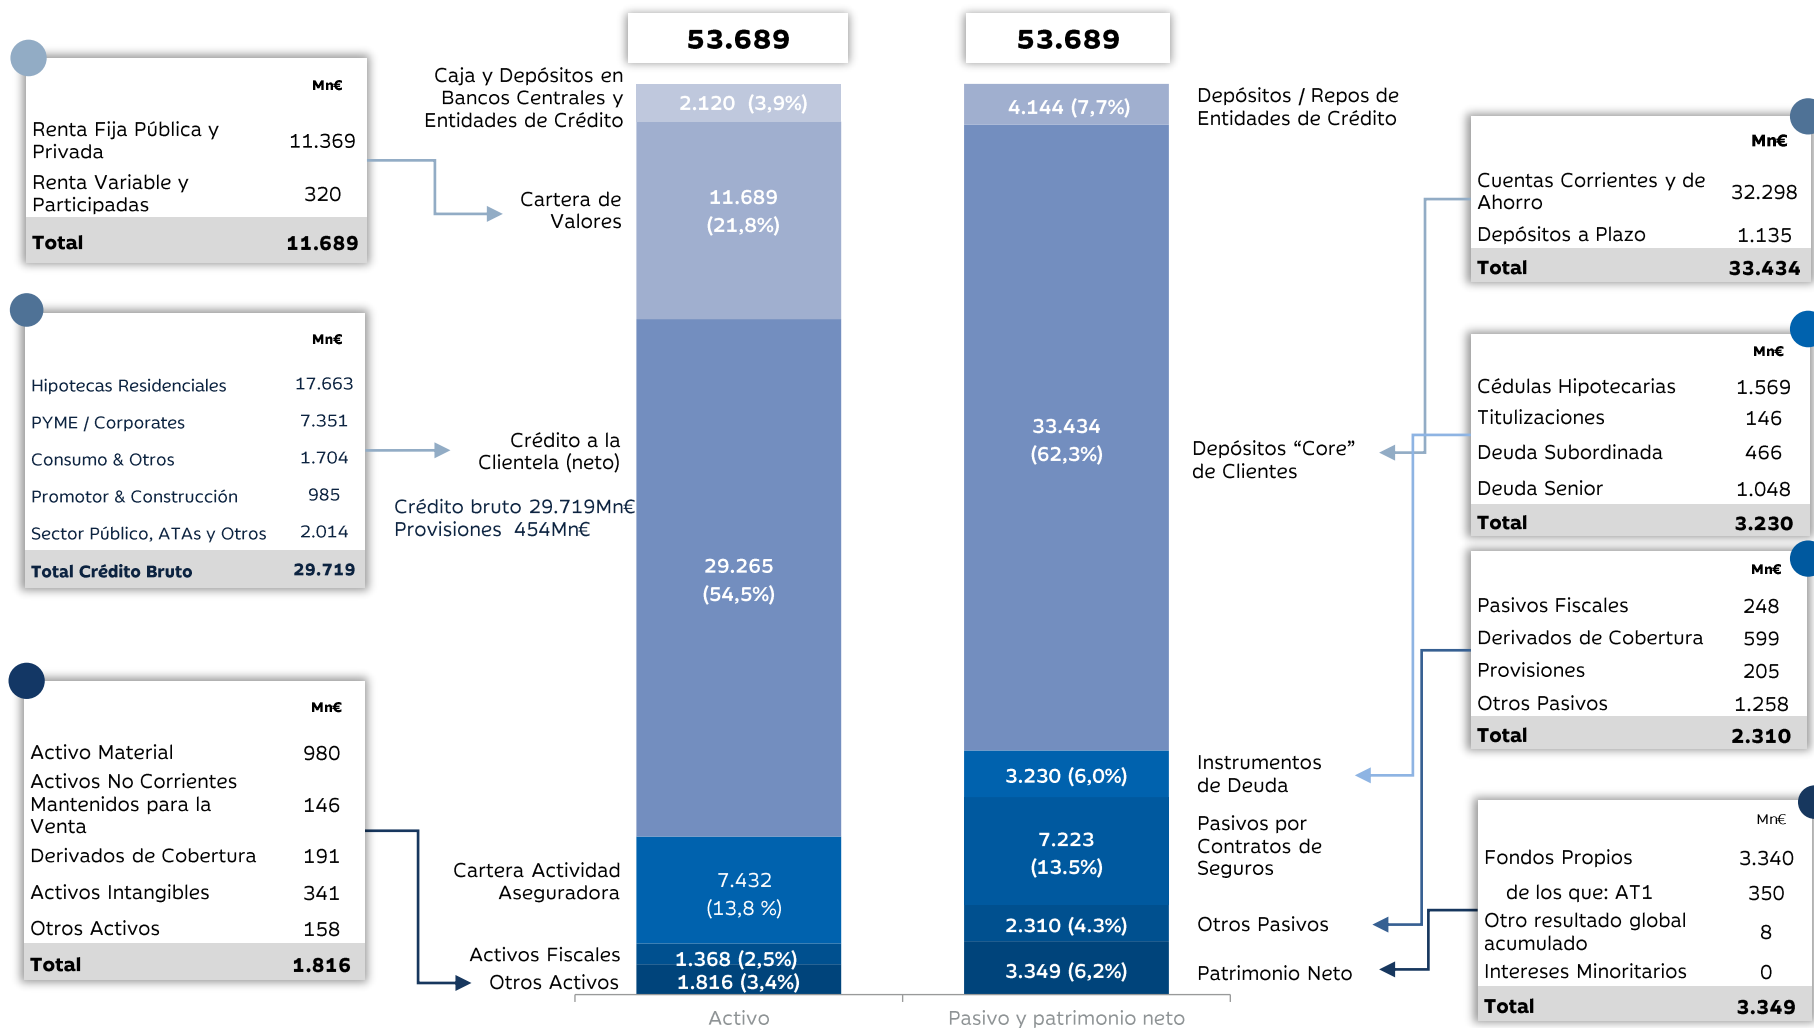 53.689
53.689
Mn€
Renta Fija Pública y
Privada
11.369
Renta Variable y
Participadas
320
Total 11.689
Mn€
Hipotecas Residenciales 17.663
PYME / Corporates 7.351
Consumo & Otros 1.704
Promotor & Construcción 985
Sector Público, ATAs y Otros 2.014
Total Crédito Bruto 29.719
Mn€
Activo Material 980
Activos No Corrientes
Mantenidos para la
Venta
146
Derivados de Cobertura 191
Activos Intangibles 341
Otros Activos 158
Total 1.816
Caja y Depósitos en
Bancos Centrales y
Entidades de Crédito
Cartera de
Valores
Crédito a la
Clientela (neto)
Crédito bruto 29.719Mn€
Provisiones 454Mn€
Cartera Actividad
Aseguradora
Activos Fiscales
Otros Activos
2.120 (3,9%)
11.689
(21,8%)
29.265
(54,5%)
7.432
(13,8 %)
1.368 (2,5%)
1.816 (3,4%)
Activo
4.144 (7,7%)
33.434
(62,3%)
3.230 (6,0%)
7.223
(13.5%)
2.310 (4.3%)
3.349 (6,2%)
Pasivo y patrimonio neto
Depósitos / Repos de
Entidades de Crédito
Depósitos “Core”
de Clientes
Instrumentos
de Deuda
Pasivos por
Contratos de
Seguros
Otros Pasivos
Patrimonio Neto
Mn€
Cuentas Corrientes y de
Ahorro
32.298
Depósitos a Plazo 1.135
Total 33.434
Mn€
Cédulas Hipotecarias 1.569
Titulizaciones 146
Deuda Subordinada 466
Deuda Senior 1.048
Total 3.230
Mn€
Pasivos Fiscales 248
Derivados de Cobertura 599
Provisiones 205
Otros Pasivos 1.258
Total 2.310
Mn€
Fondos Propios 3.340
de los que: AT1 350
Otro resultado global
acumulado
8
Intereses Minoritarios 0
Total 3.349